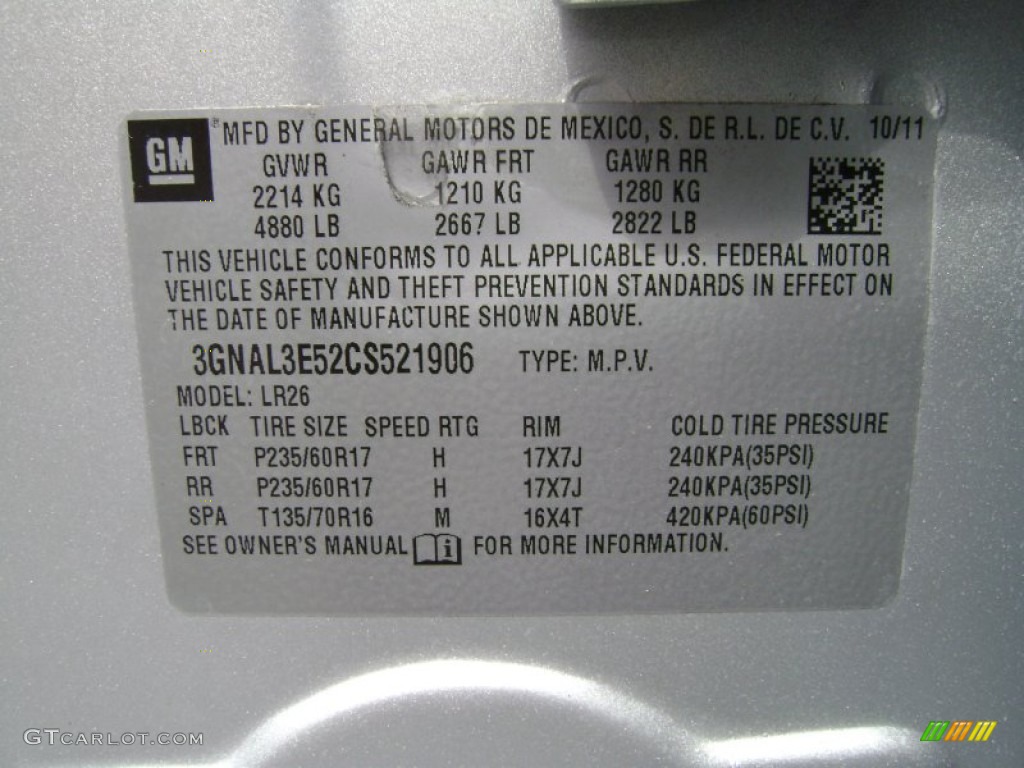 GM ® MFD BY GENERAL MOTORS DE MEXICO, S. DE R.L. DE C.V. 10/11
GVWR GAWR FRT GAWR RR
2214 KG 1210 KG 1280 KG
4880 LB 2667 LB 2822 LB
THIS VEHICLE CONFORMS TO ALL APPLICABLE U.S. FEDERAL MOTOR
VEHICLE SAFETY AND THEFT PREVENTION STANDARDS IN EFFECT ON
THE DATE OF MANUFACTURE SHOWN ABOVE.
3GNAL3E52CS521906 TYPE: M.P.V.
MODEL: LR26
LBCK TIRE SIZE SPEED RTG RIM COLD TIRE PRESSURE
FRT P235/60R17 H 17X7J 240KPA(35PSI)
RR P235/60R17 H 17X7J 240KPA(35PSI)
SPA T135/70R16 M 16X4T 420KPA(60PSI)
SEE OWNER'S MANUAL i FOR MORE INFORMATION.
GTCARLOT.COM